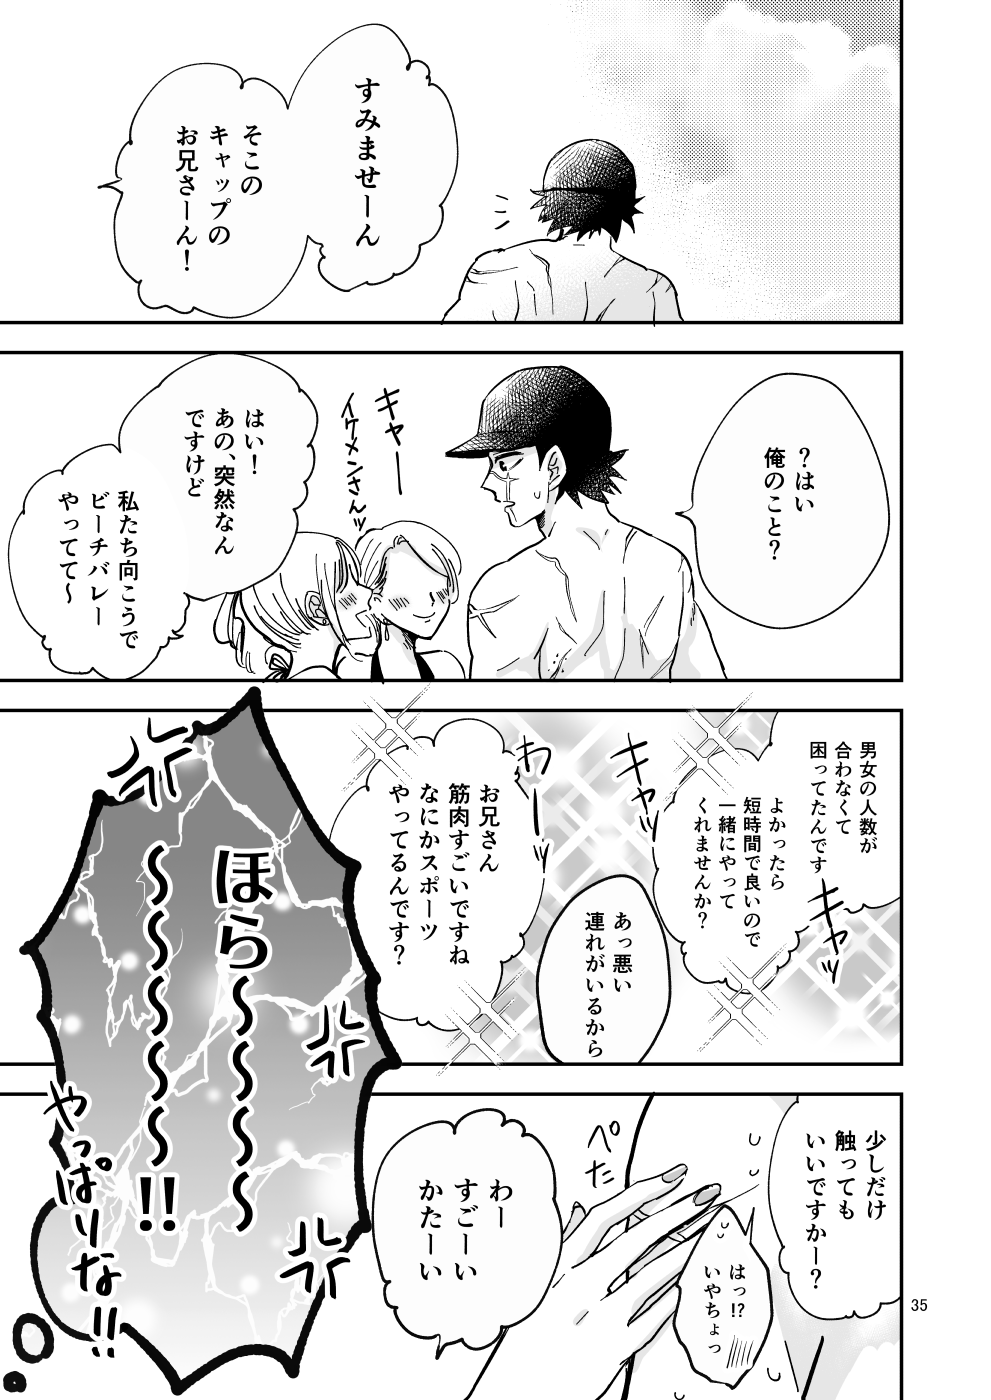 すみませーん
そこの
キャップの
お兄さーん！
？はい
俺のこと？
キャー
イケメンさんッ
はい！
あの、突然なん
ですけど
私たち向こうで
ビーチバレー
やってて〜
男女の人数が
合わなくて
困ってたんです
よかったら
短時間で良いので
一緒にやって
くれませんか？
キャッ
キャッ
あっ悪い
連れがいるから
わー
お兄さん
筋肉すごいですね
なにかスポーツ
やってるんです？
ほら〜〜〜〜〜
〜〜〜〜〜〜！！
少しだけ
触っても
いいですかー？
はっ！？
いやちょっ
ぺた
わー
すごーい
かたーい
やっぱりな！！
35